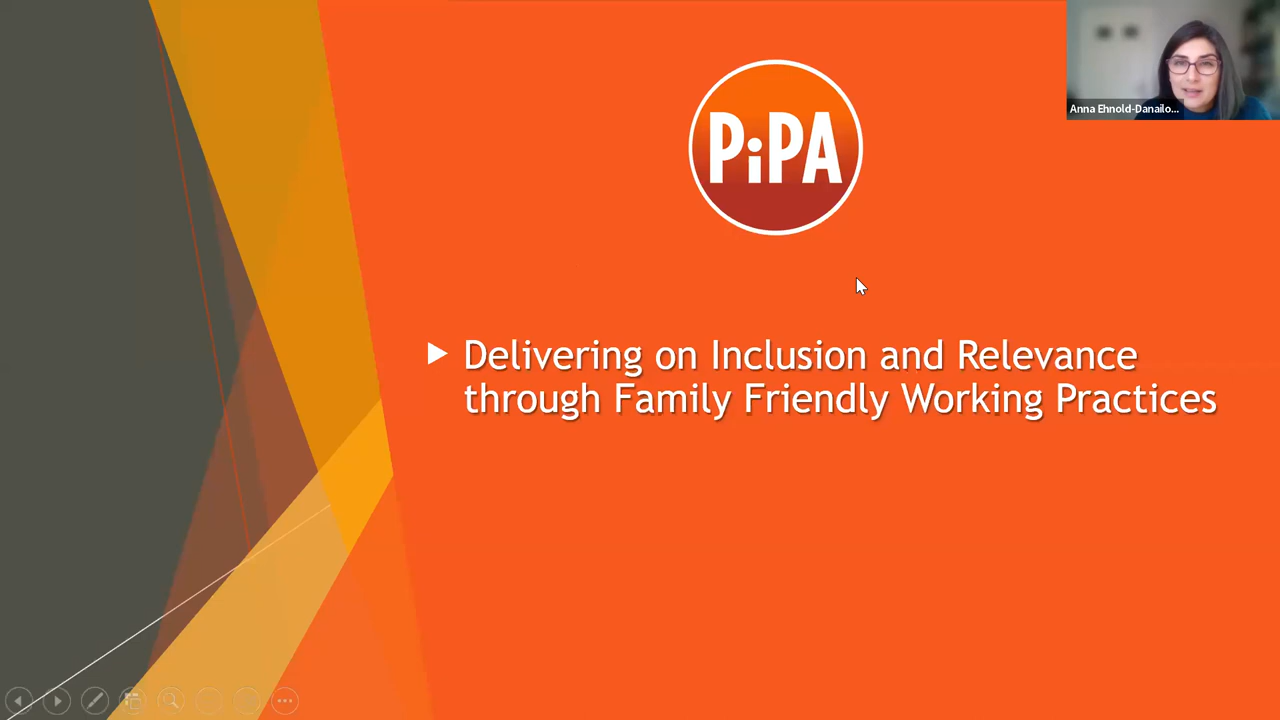 PiPA
Anna Ehnold-Danailo...
Delivering on Inclusion and Relevance
through Family Friendly Working Practices